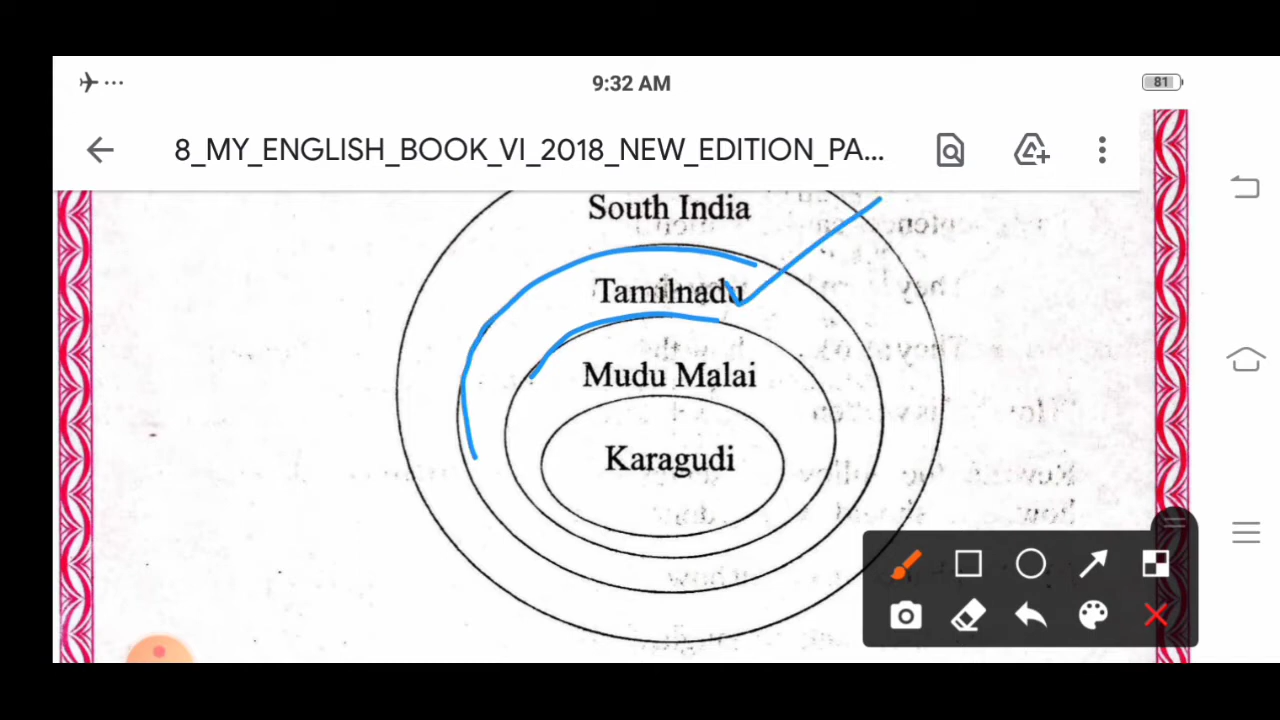 9:32 AM
81
8_MY_ENGLISH_BOOK_VI_2018_NEW_EDITION_PA...
South India
Tamilnadu
Mudu Malai
Karagudi